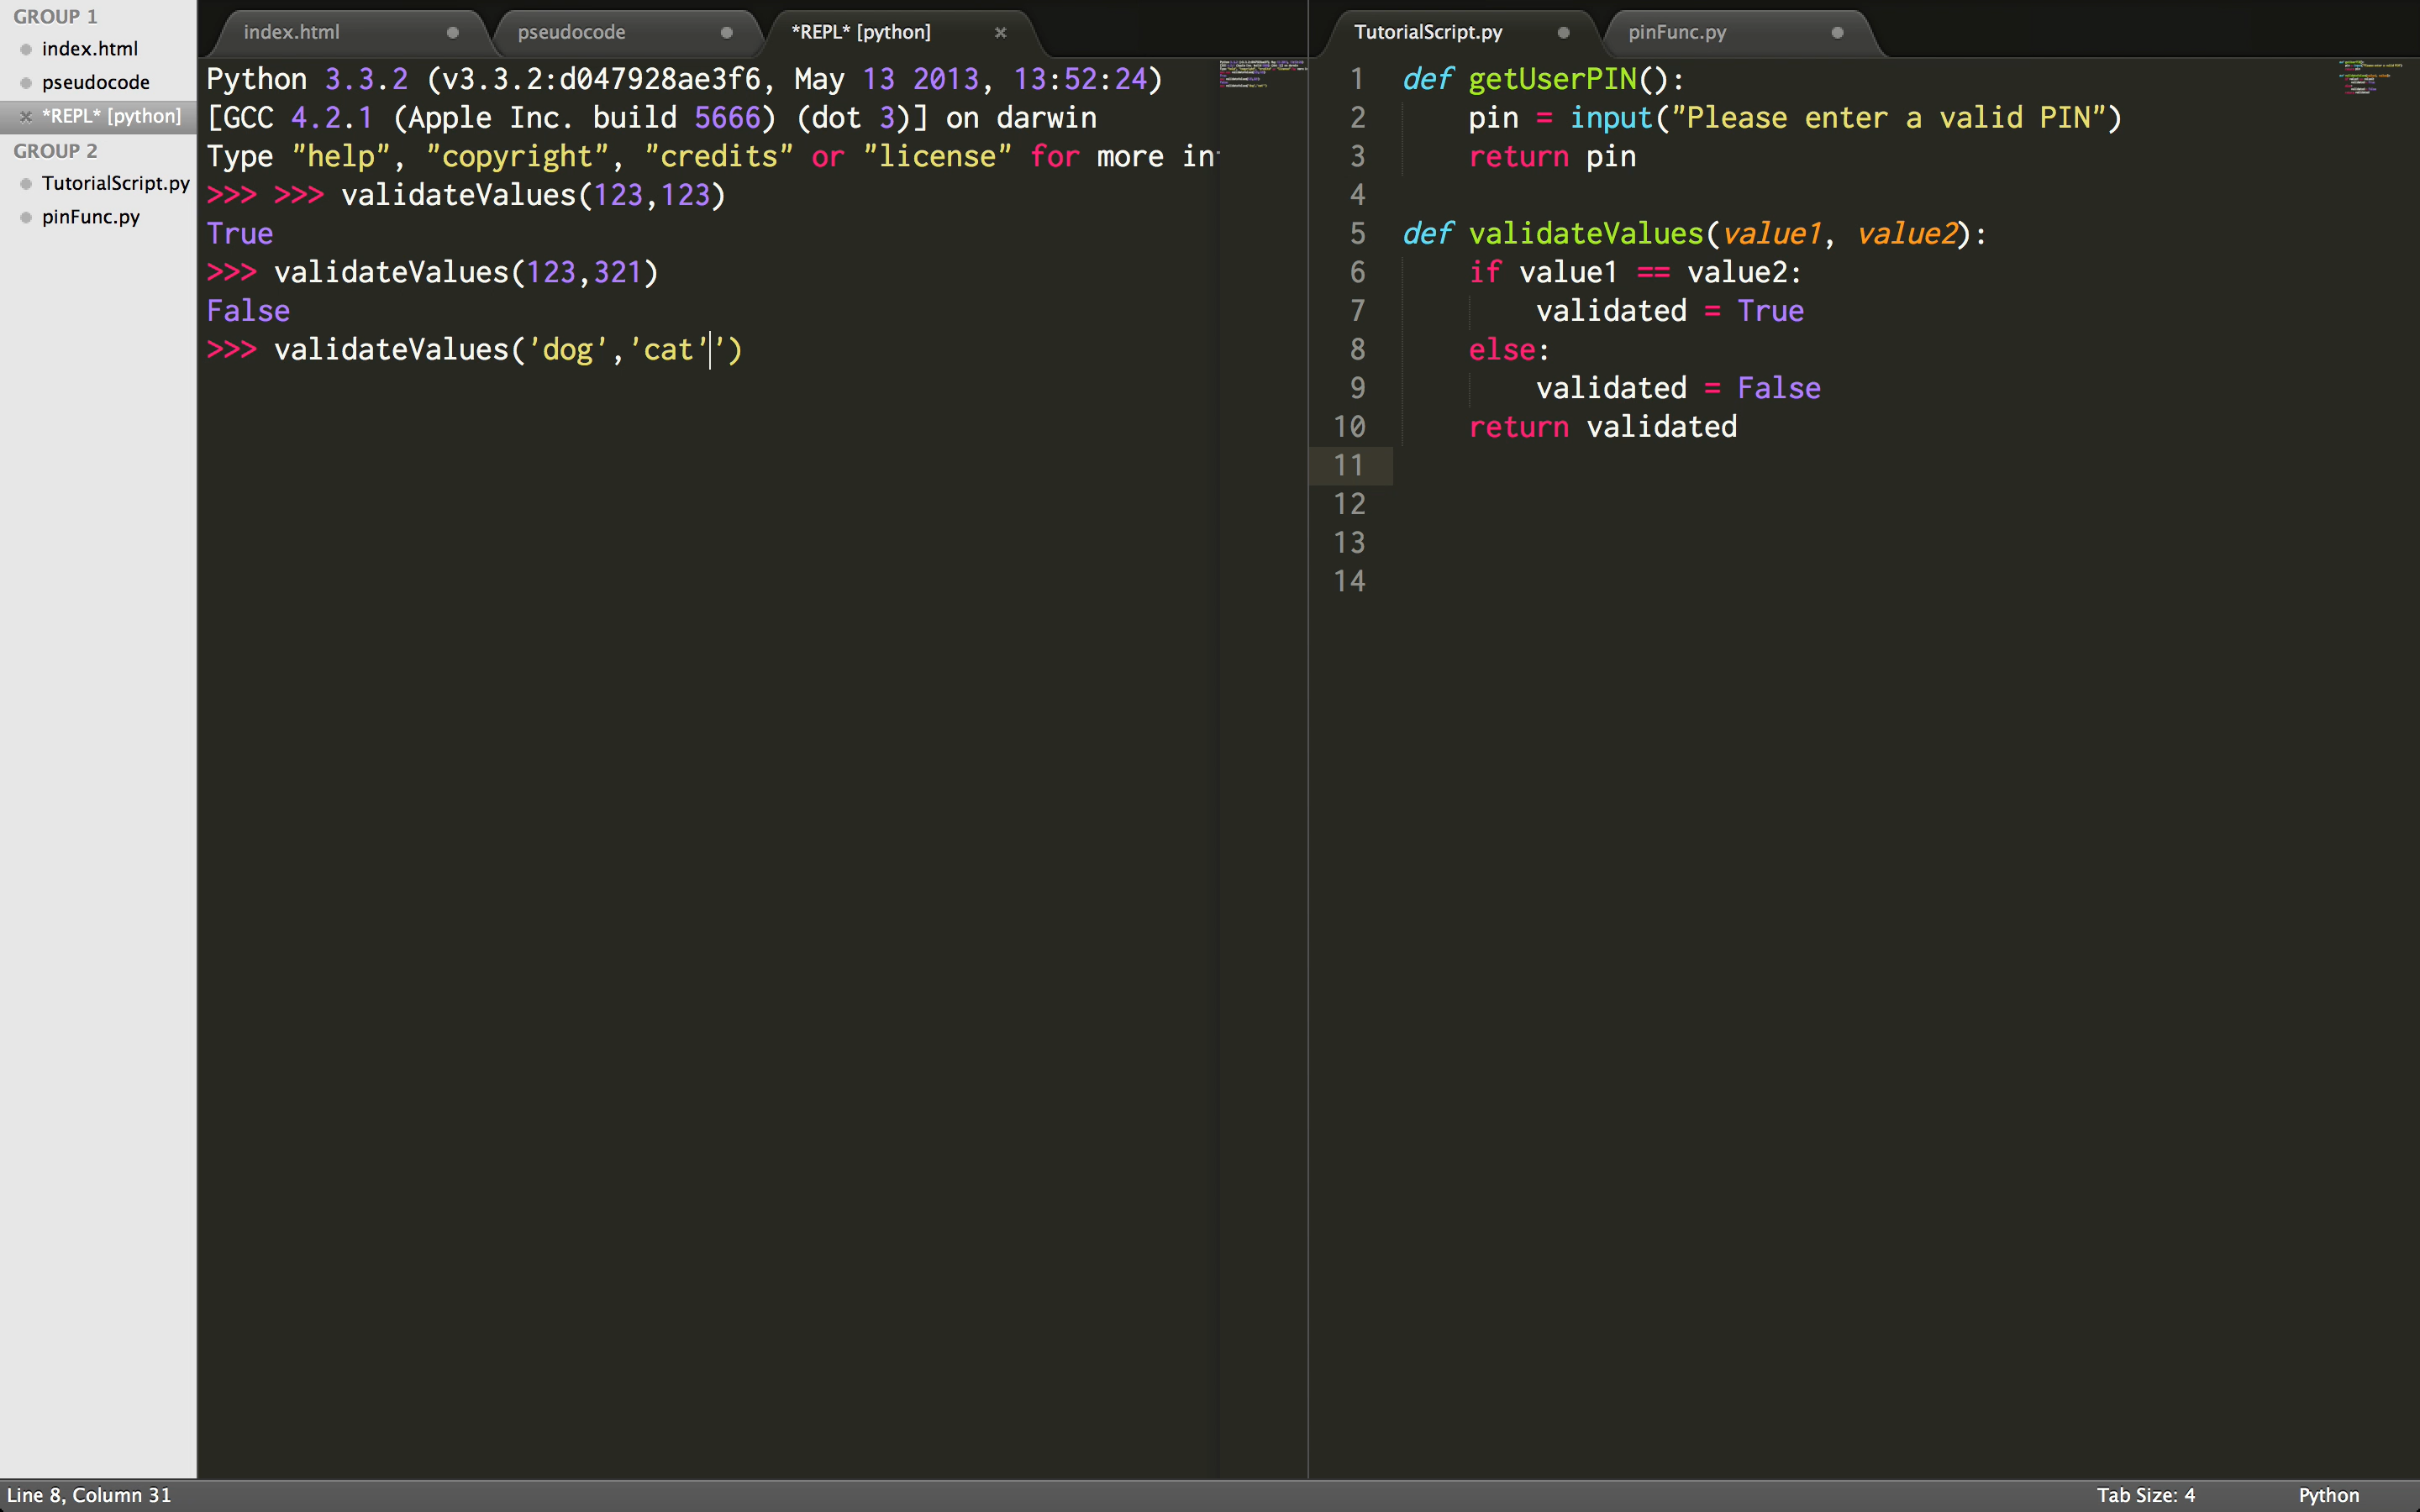 GROUP 1
index.html
pseudocode
*REPL* [python]
GROUP 2
TutorialScript.py
pinFunc.py
index.html
pseudocode
*REPL* [python]
Python 3.3.2 (v3.3.2:d047928ae3f6, May 13 2013, 13:52:24)
[GCC 4.2.1 (Apple Inc. build 5666) (dot 3)] on darwin
Type "help", "copyright", "credits" or "license" for more in
>>> >>> validateValues(123,123)
True
>>> validateValues(123,321)
False
>>> validateValues('dog','cat'')
TutorialScript.py
pinFunc.py
1 def getUserPIN():
2     pin = input("Please enter a valid PIN")
3     return pin
4
5 def validateValues(value1, value2):
6     if value1 == value2:
7         validated = True
8     else:
9         validated = False
10     return validated
11
12
13
14
Line 8, Column 31
Tab Size: 4
Python